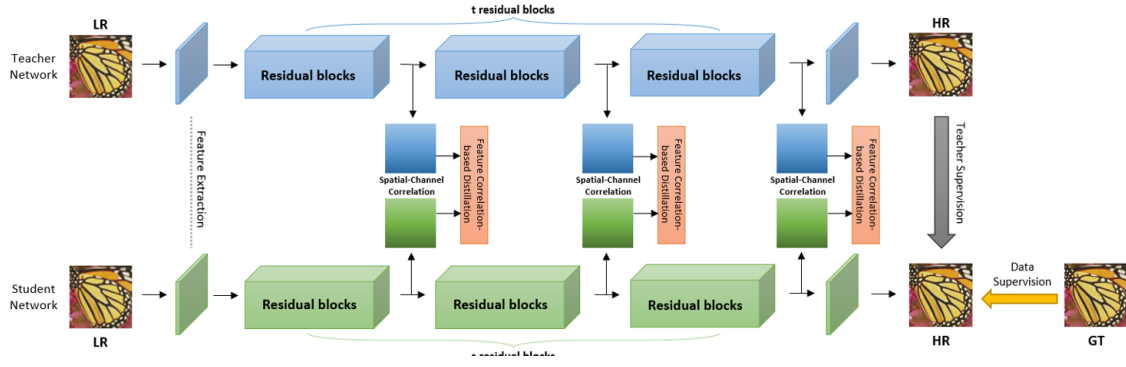 t residual blocks
LR
HR
Teacher
Network
Residual blocks
Residual blocks
Residual blocks
Feature Extraction
Spatial-Channel
Correlation
Feature Correlation-
based Distillation
Spatial-Channel
Correlation
Feature Correlation-
based Distillation
Spatial-Channel
Correlation
Feature Correlation-
based Distillation
Teacher Supervision
Student
Network
Residual blocks
Residual blocks
Residual blocks
Data
Supervision
LR
HR
GT
s residual blocks